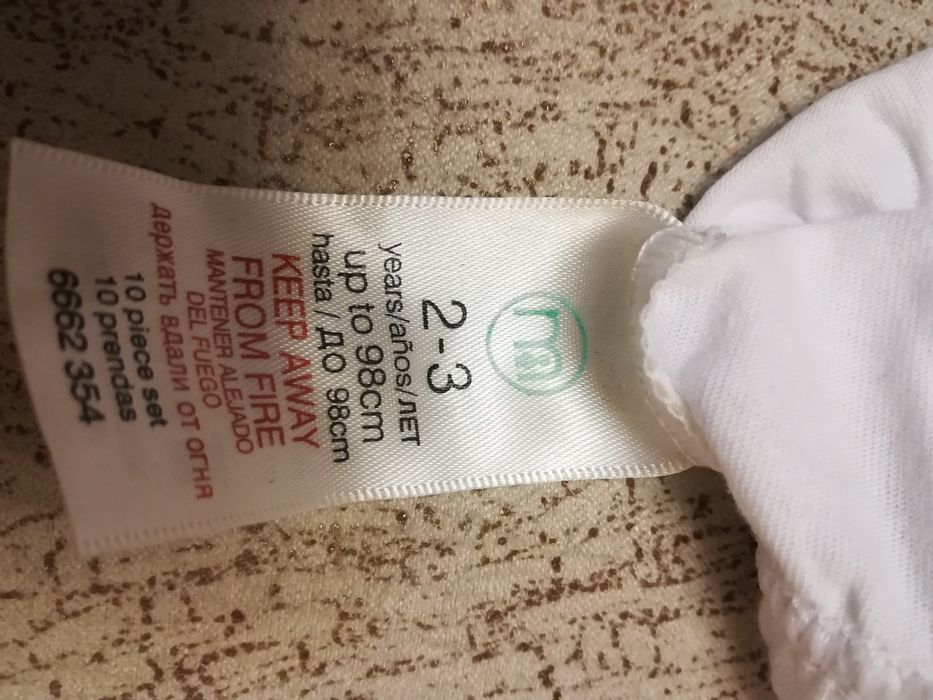 m
2-3
years/años/лет
up to 98cm
hasta / До 98cm
KEEP AWAY
FROM FIRE
MANTENER ALEJADO
DEL FUEGO
держать вдали от огня
10 piece set
10 prendas
6662 354